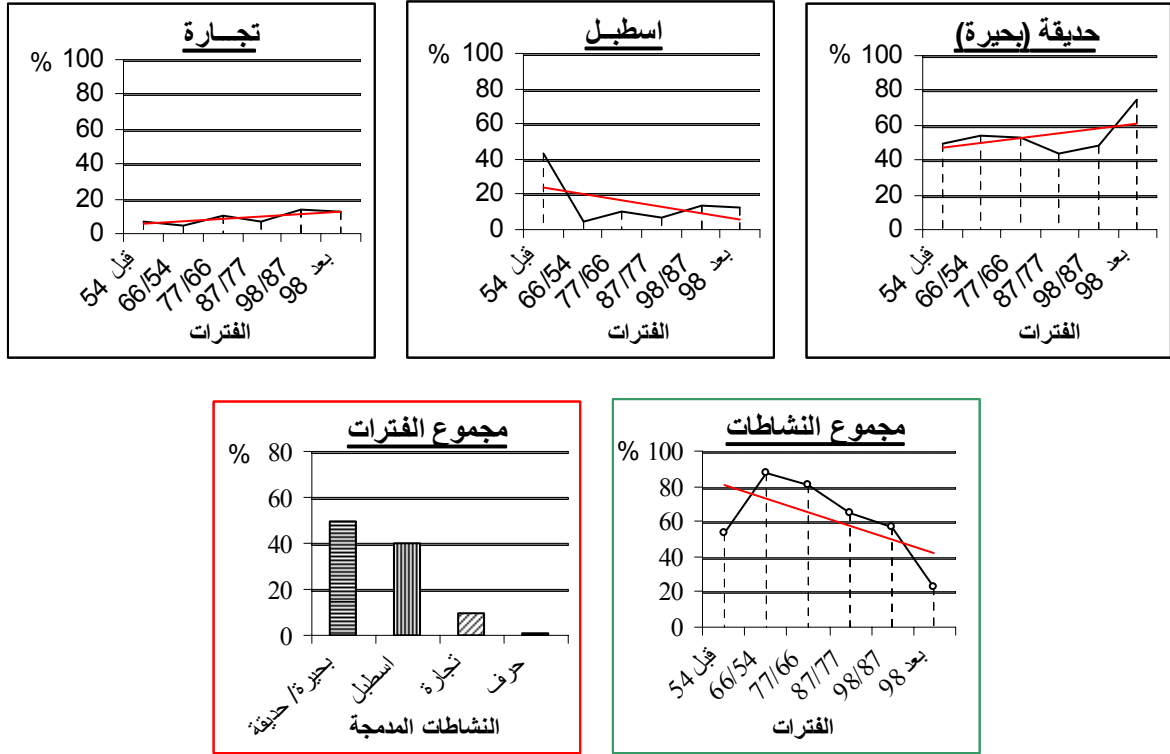 تجـــارة
%
100
80
60
40
20
0
قبل 54
66/54
77/66
87/77
98/87
بعد 98
الفترات
اسطبــل
%
100
80
60
40
20
0
قبل 54
66/54
77/66
87/77
98/87
بعد 98
الفترات
حديقة (بحيرة)
%
100
80
60
40
20
0
قبل 54
66/54
77/66
87/77
98/87
بعد 98
الفترات
مجموع الفترات
%
80
60
40
20
0
بحيرة/حديقة
اسطبل
تجارة
حرف
النشاطات المدمجة
مجموع النشاطات
%
100
80
60
40
20
0
قبل 54
66/54
77/66
87/77
98/87
بعد 98
الفترات